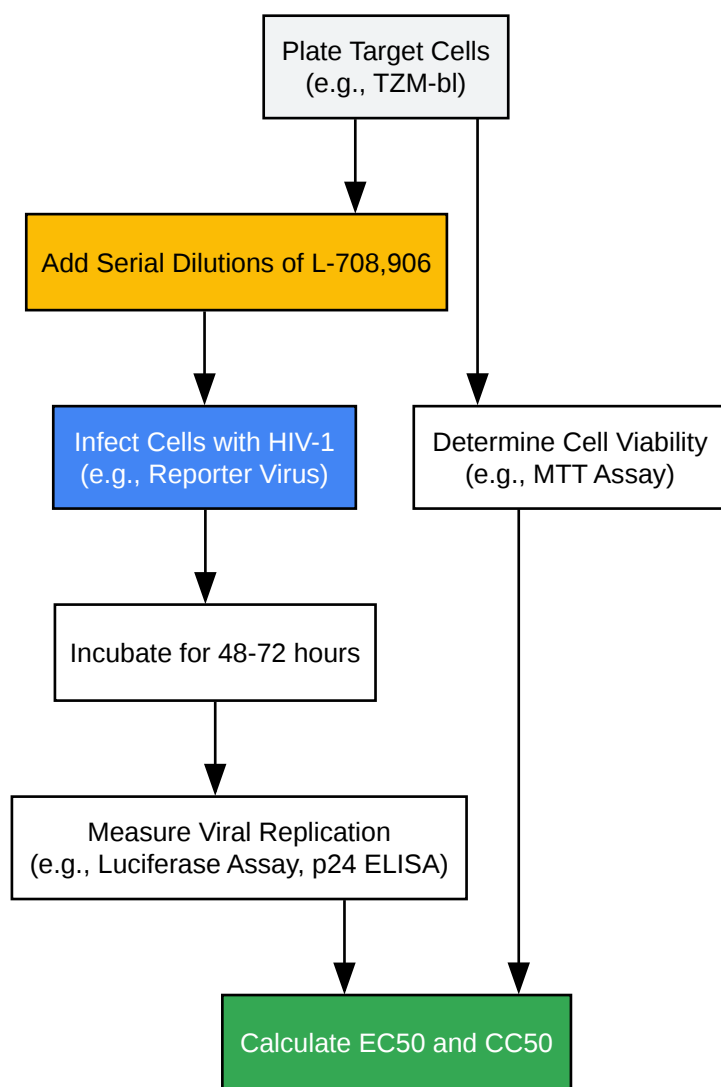 Plate Target Cells
(e.g., TZM-bl)
Add Serial Dilutions of L-708,906
Infect Cells with HIV-1
(e.g., Reporter Virus)
Determine Cell Viability
(e.g., MTT Assay)
Incubate for 48-72 hours
Measure Viral Replication
(e.g., Luciferase Assay, p24 ELISA)
Calculate EC50 and CC50